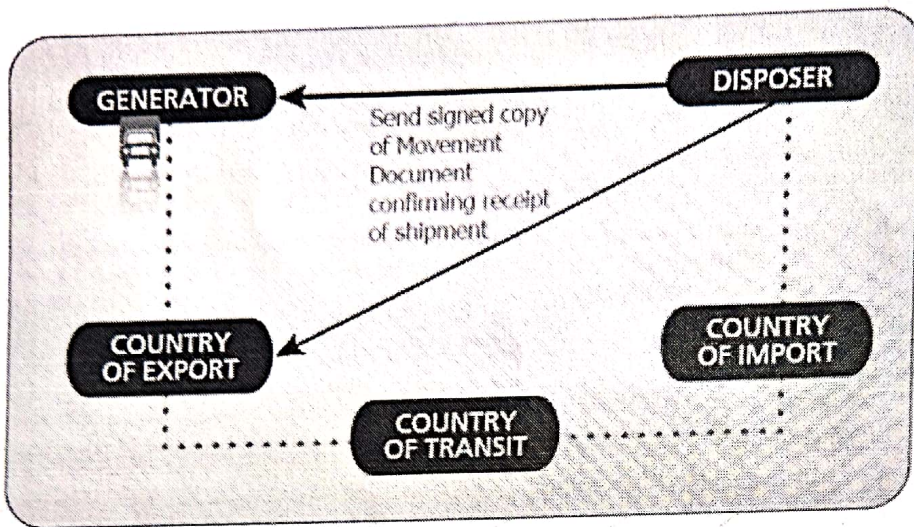 GENERATOR
DISPOSER
Send signed copy
of Movement
Document
confirming receipt
of shipment
COUNTRY
OF EXPORT
COUNTRY
OF IMPORT
COUNTRY
OF TRANSIT